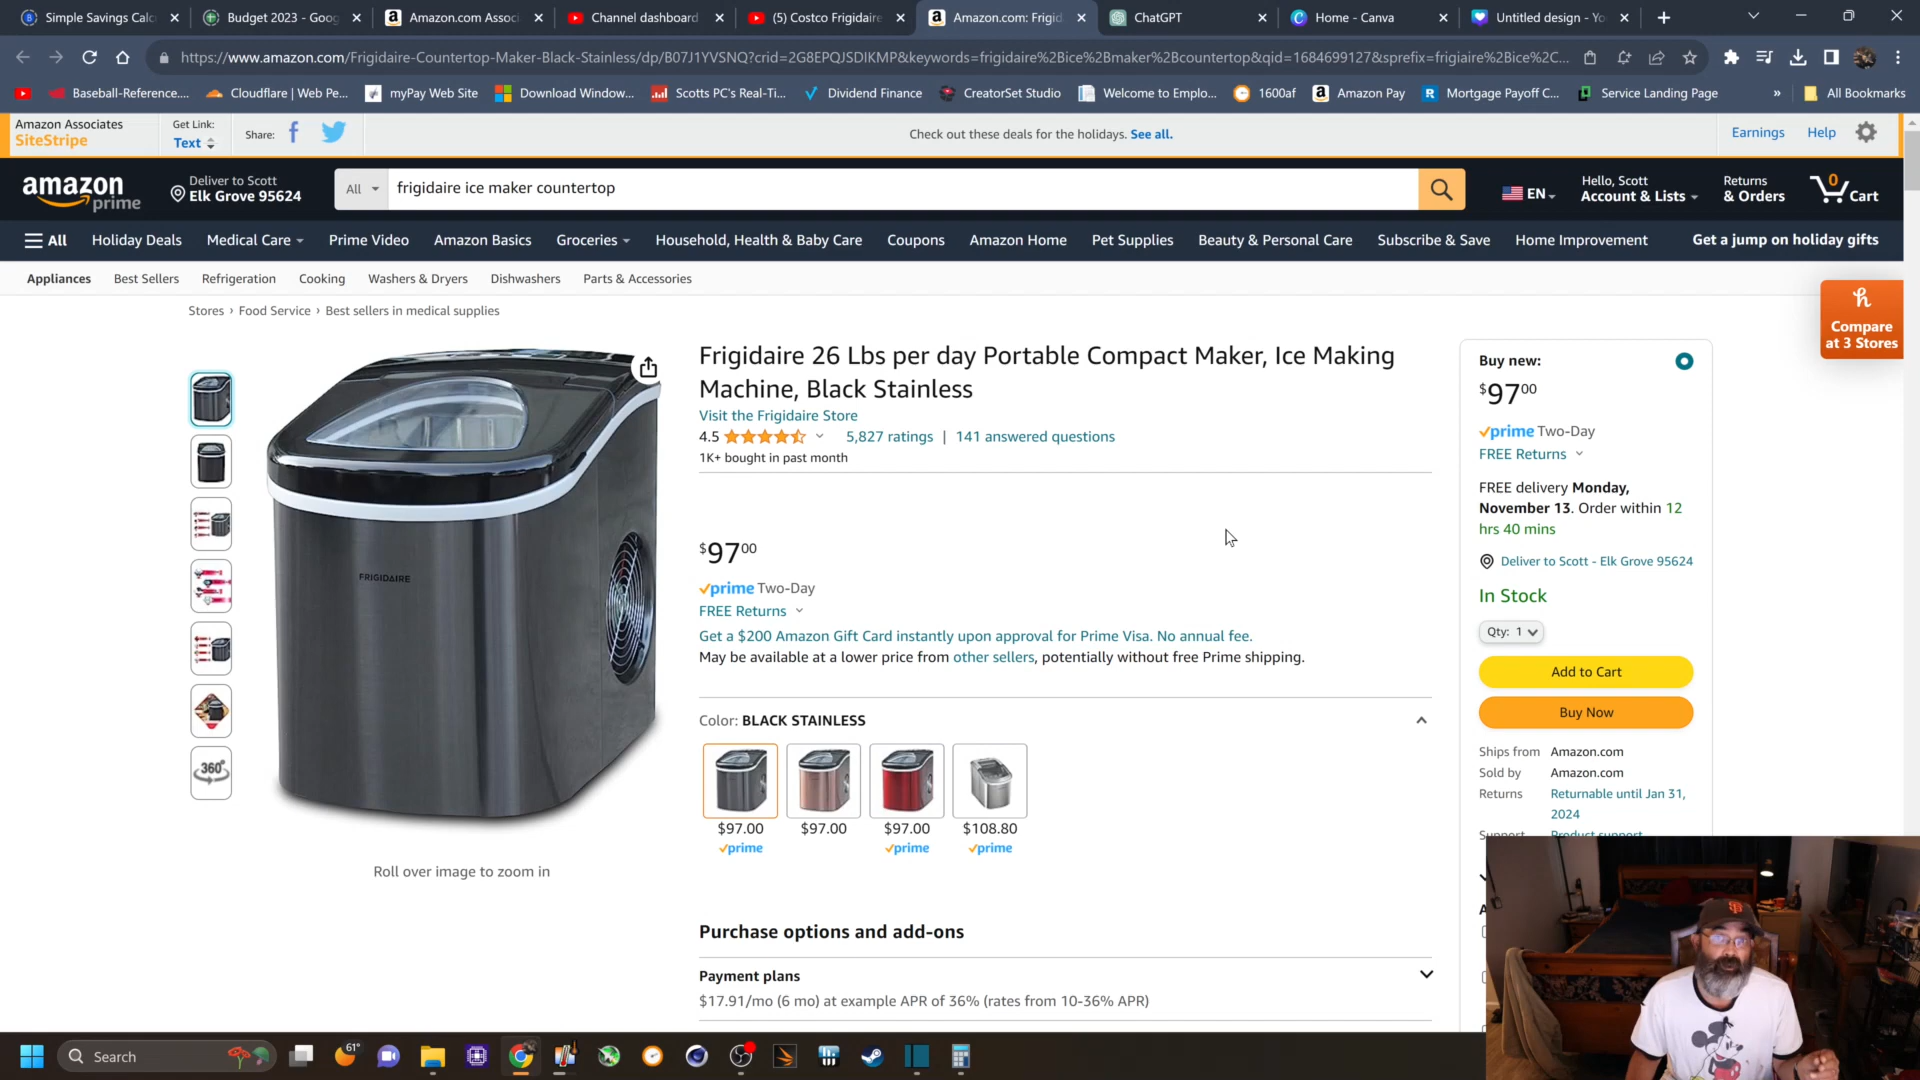 Simple Savings Calc
Budget 2023 - Goog
Amazon.com Associ
Channel dashboard
(5) Costco Frigidaire
Amazon.com: Frigid
ChatGPT
Home - Canva
Untitled design - Yo
https://www.amazon.com/Frigidaire-Countertop-Maker-Black-Stainless/dp/B07J1YVSNQ?crid=2G8EPQJSDIKMP&keywords=frigidaire%2Bice%2Bmaker%2Bcountertop&qid=1684699127&sprefix=frigiaire%2Bice%2C...
Baseball-Reference....
Cloudflare | Web Pe...
myPay Web Site
Download Window...
Scotts PC's Real-Ti...
Dividend Finance
CreatorSet Studio
Welcome to Emplo...
1600af
Amazon Pay
Mortgage Payoff C...
Service Landing Page
»
All Bookmarks
Amazon Associates
SiteStripe
Get Link:
Text
Share:
Check out these deals for the holidays. See all.
Earnings
Help
amazon
prime
Deliver to Scott
Elk Grove 95624
All
frigidaire ice maker countertop
EN
Hello, Scott
Account & Lists
Returns
& Orders
0
Cart
All
Holiday Deals
Medical Care
Prime Video
Amazon Basics
Groceries
Household, Health & Baby Care
Coupons
Amazon Home
Pet Supplies
Beauty & Personal Care
Subscribe & Save
Home Improvement
Get a jump on holiday gifts
Appliances
Best Sellers
Refrigeration
Cooking
Washers & Dryers
Dishwashers
Parts & Accessories
Stores › Food Service › Best sellers in medical supplies
h
Compare
at 3 Stores
FRIGIDAIRE
360°
Roll over image to zoom in
Frigidaire 26 Lbs per day Portable Compact Maker, Ice Making
Machine, Black Stainless
Visit the Frigidaire Store
4.5
5,827 ratings | 141 answered questions
1K+ bought in past month
$97 00
prime Two-Day
FREE Returns
Get a $200 Amazon Gift Card instantly upon approval for Prime Visa. No annual fee.
May be available at a lower price from other sellers, potentially without free Prime shipping.
Color: BLACK STAINLESS
$97.00
prime
$97.00
$97.00
prime
$108.80
prime
Purchase options and add-ons
Payment plans
$17.91/mo (6 mo) at example APR of 36% (rates from 10-36% APR)
Buy new:
$97 00
prime Two-Day
FREE Returns
FREE delivery Monday,
November 13. Order within 12
hrs 40 mins
Deliver to Scott - Elk Grove 95624
In Stock
Qty: 1
Add to Cart
Buy Now
Ships from Amazon.com
Sold by Amazon.com
Returns Returnable until Jan 31,
2024
Support Product support
Search
61°